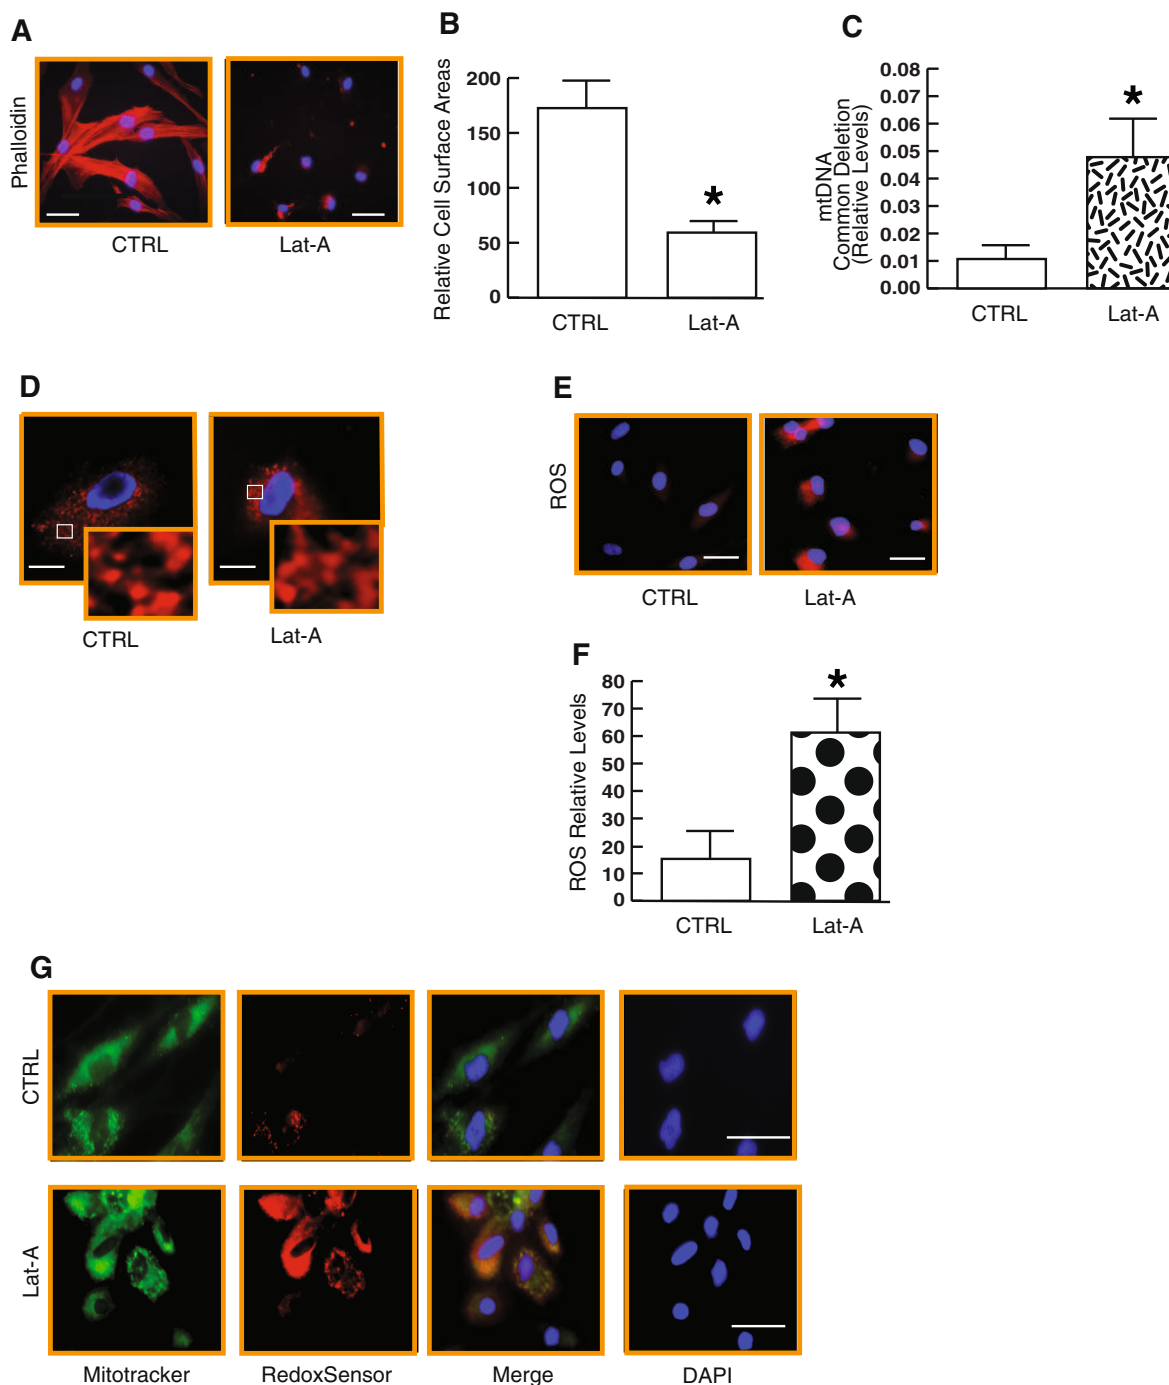 A
Phalloidin
CTRL
Lat-A
B
Relative Cell Surface Areas
200
150
100
50
0
*
CTRL
Lat-A
C
mtDNA
Common Deletion
(Relative Levels)
0.08
0.07
0.06
0.05
0.04
0.03
0.02
0.01
0.00
*
CTRL
Lat-A
D
CTRL
Lat-A
E
ROS
CTRL
Lat-A
F
ROS Relative Levels
80
70
60
50
40
30
20
10
0
*
CTRL
Lat-A
G
CTRL
Lat-A
Mitotracker
RedoxSensor
Merge
DAPI